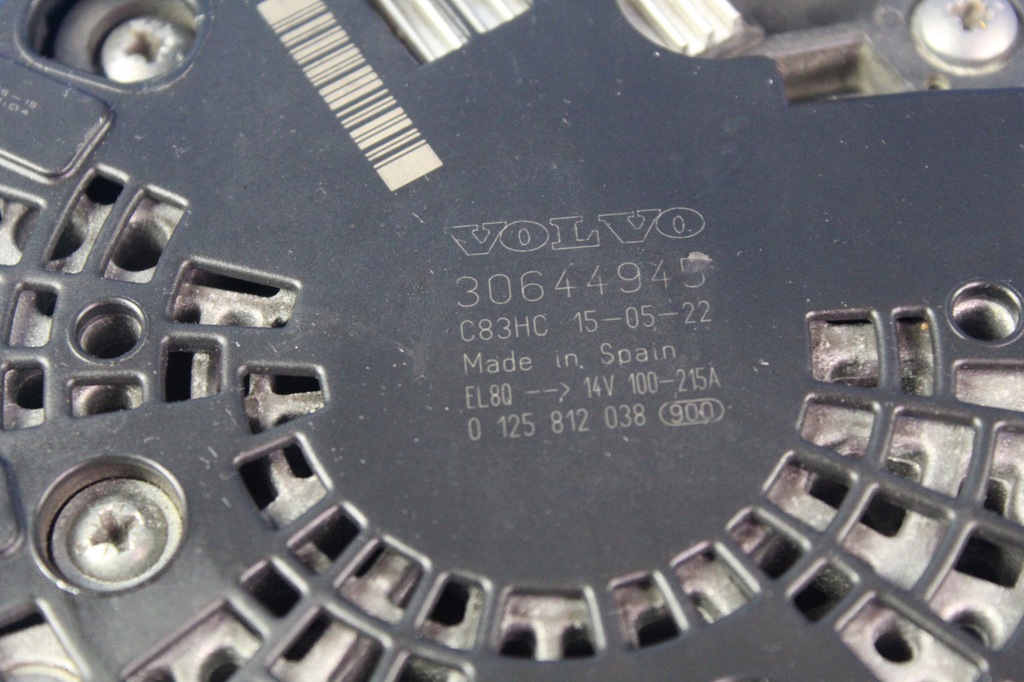 VOLVO
30644945
C83HC 15-05-22
Made in Spain
EL8Q --> 14V 100-215A
0 125 812 038 900